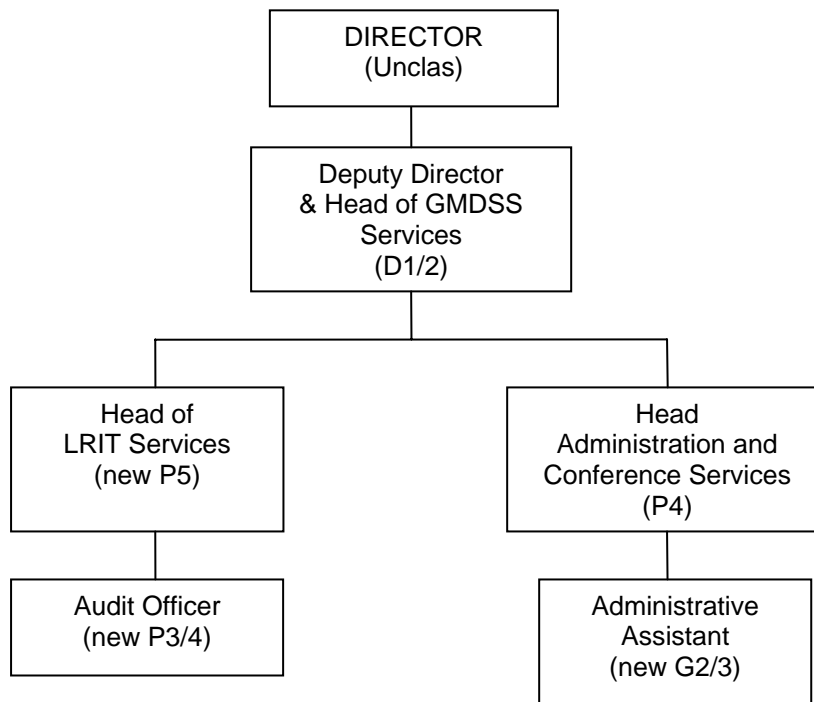 DIRECTOR
(Unclas)
Deputy Director
& Head of GMDSS
Services
(D1/2)
Head of
LRIT Services
(new P5)
Head
Administration and
Conference Services
(P4)
Audit Officer
(new P3/4)
Administrative
Assistant
(new G2/3)